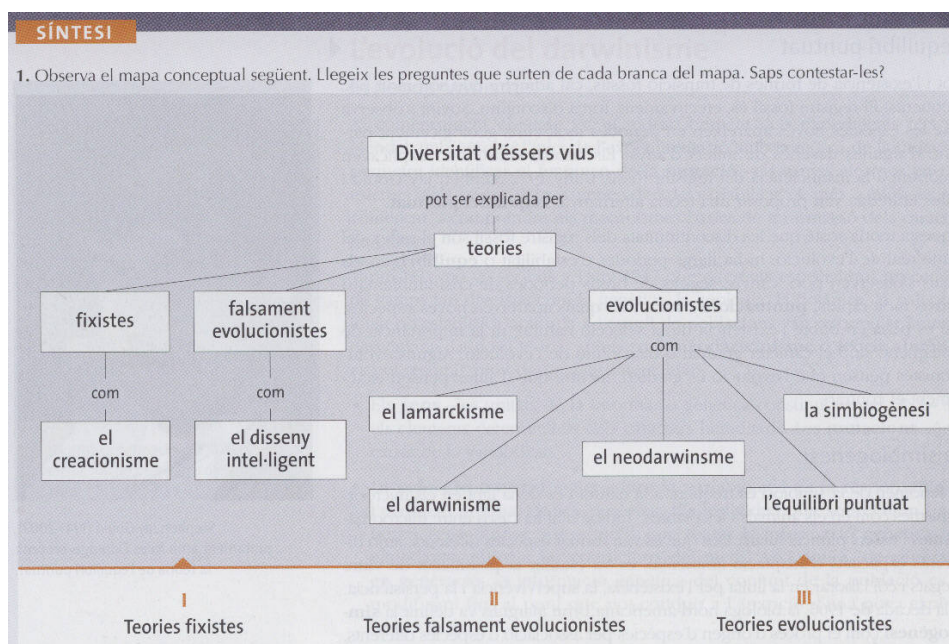 SÍNTESI
1. Observa el mapa conceptual següent. Llegeix les preguntes que surten de cada branca del mapa. Saps contestar-les?
Diversitat d'éssers vius
pot ser explicada per
teories
fixistes
falsament
evolucionistes
evolucionistes
com
com
com
el
creacionisme
el disseny
intel·ligent
el lamarckisme
la simbiogènesi
el neodarwinsme
el darwinisme
l'equilibri puntuat
I
Teories fixistes
II
Teories falsament evolucionistes
III
Teories evolucionistes